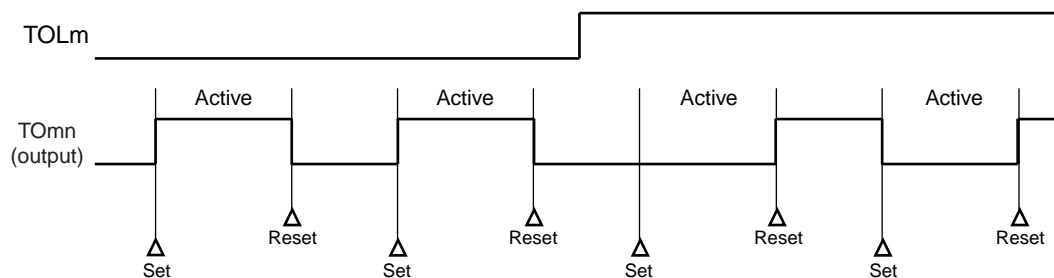 TOLm
Active Active Active Active
TOmn
(output)
Reset Reset Reset Reset
Set Set Set Set